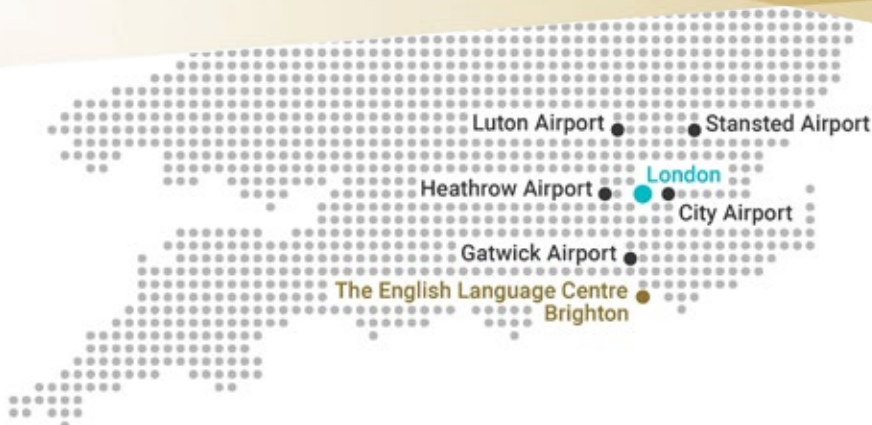 Luton Airport
Stansted Airport
London
Heathrow Airport
City Airport
Gatwick Airport
The English Language Centre
Brighton